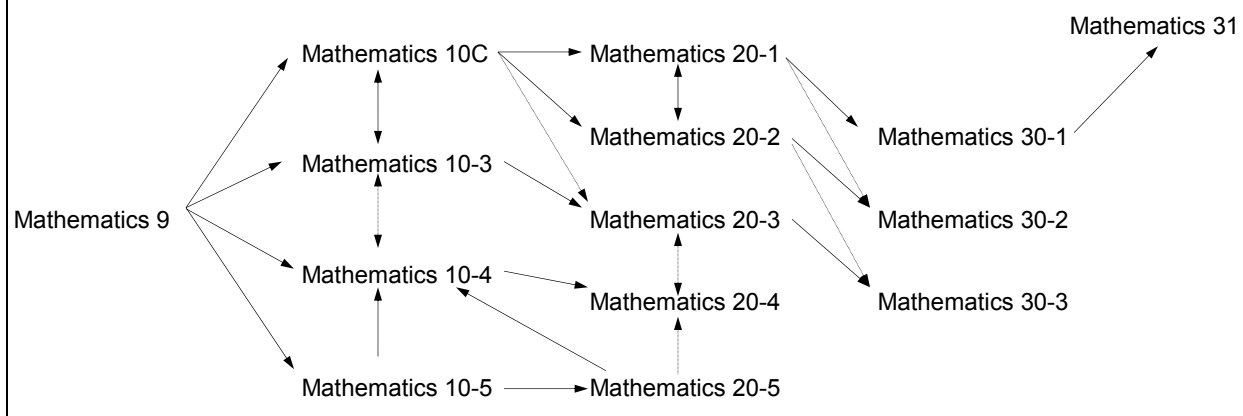 Mathematics 31
Mathematics 10C
Mathematics 20-1
Mathematics 20-2
Mathematics 30-1
Mathematics 10-3
Mathematics 9
Mathematics 20-3
Mathematics 30-2
Mathematics 10-4
Mathematics 20-4
Mathematics 30-3
Mathematics 10-5
Mathematics 20-5